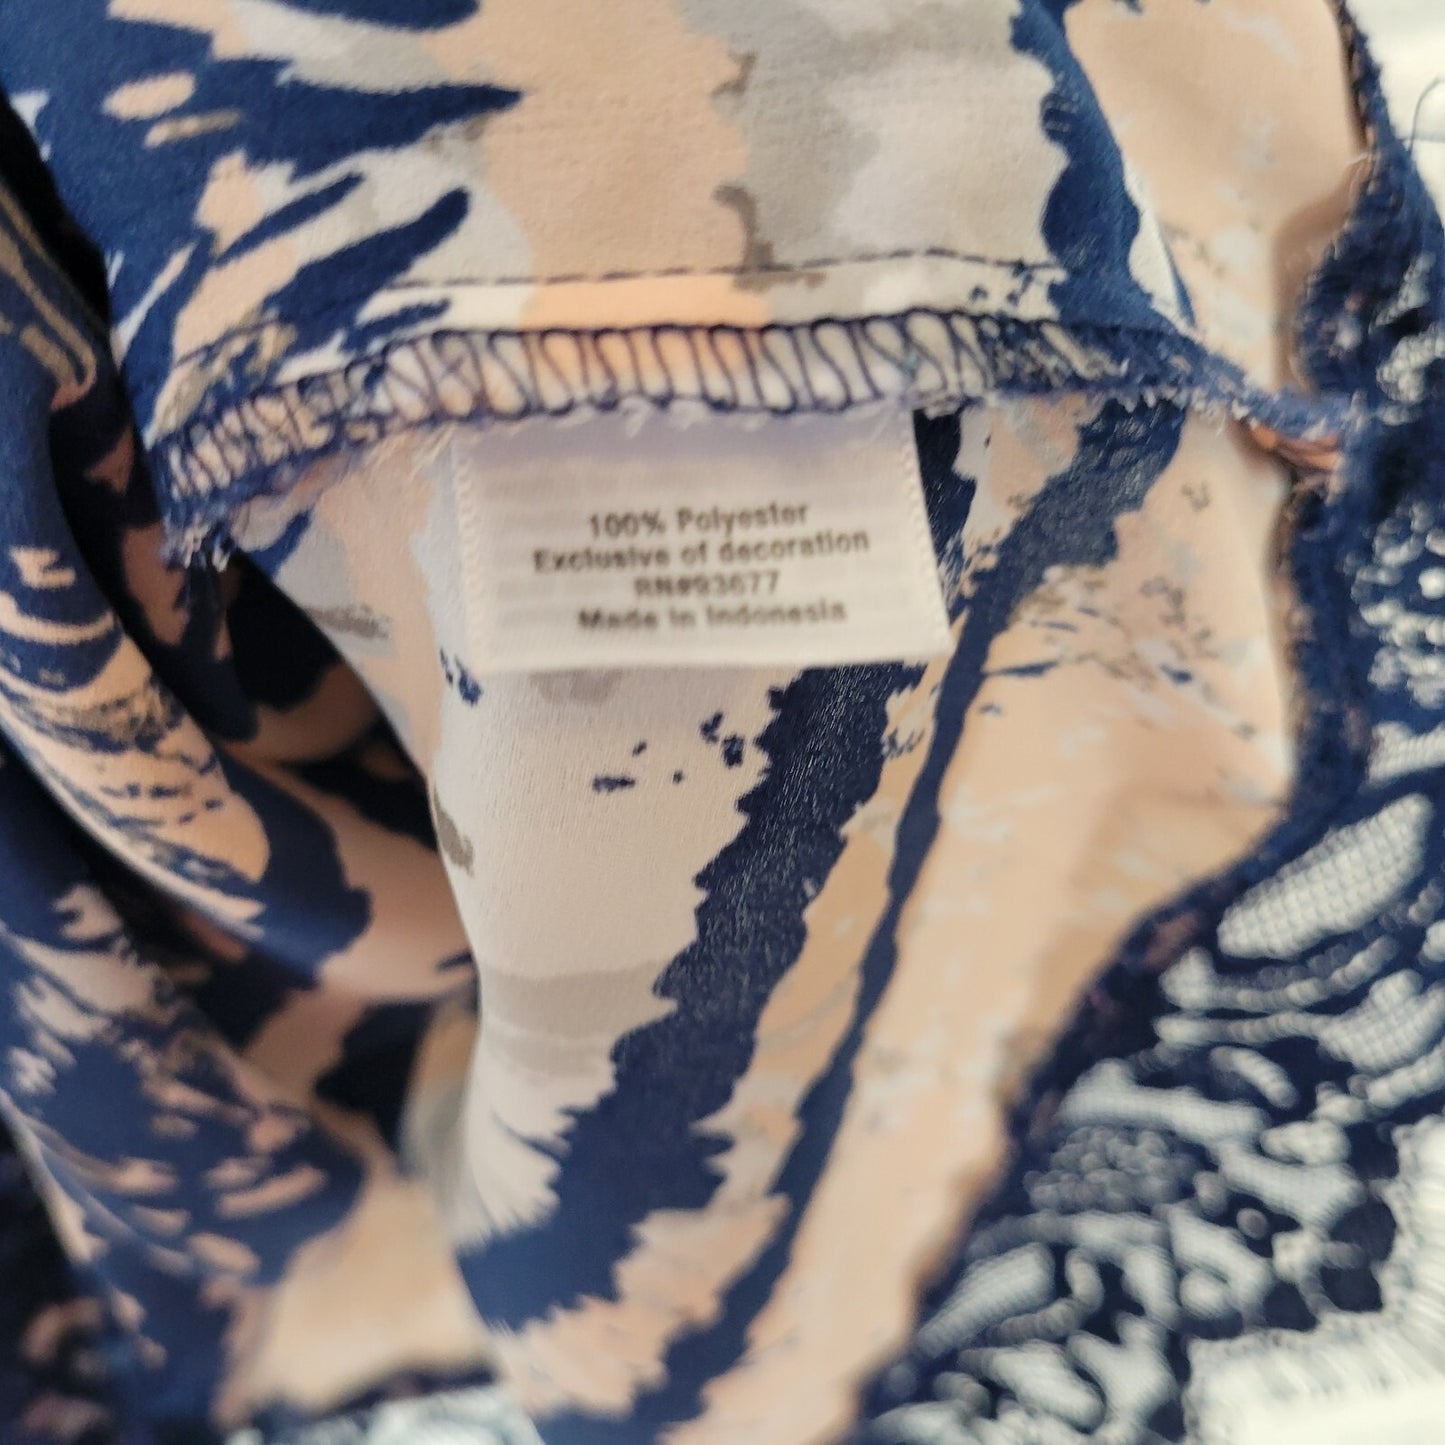 100% Polyester
Exclusive of decoration
RN#93677
Made in Indonesia